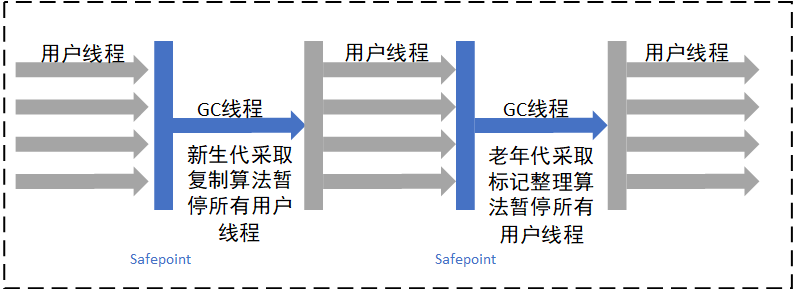 用户线程
用户线程
用户线程
GC线程
GC线程
新生代采取
复制算法暂
停所有用户
线程
老年代采取
标记整理算
法暂停所有
用户线程
Safepoint
Safepoint